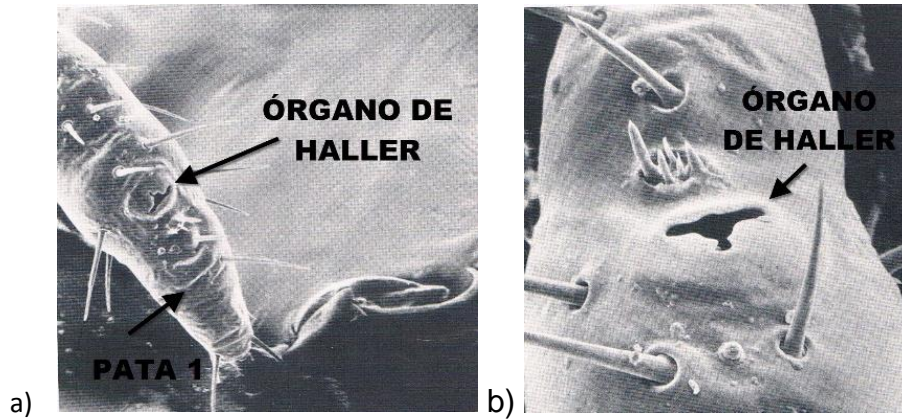 ÓRGANO DE
HALLER
PATA 1
a)
ÓRGANO
DE HALLER
b)